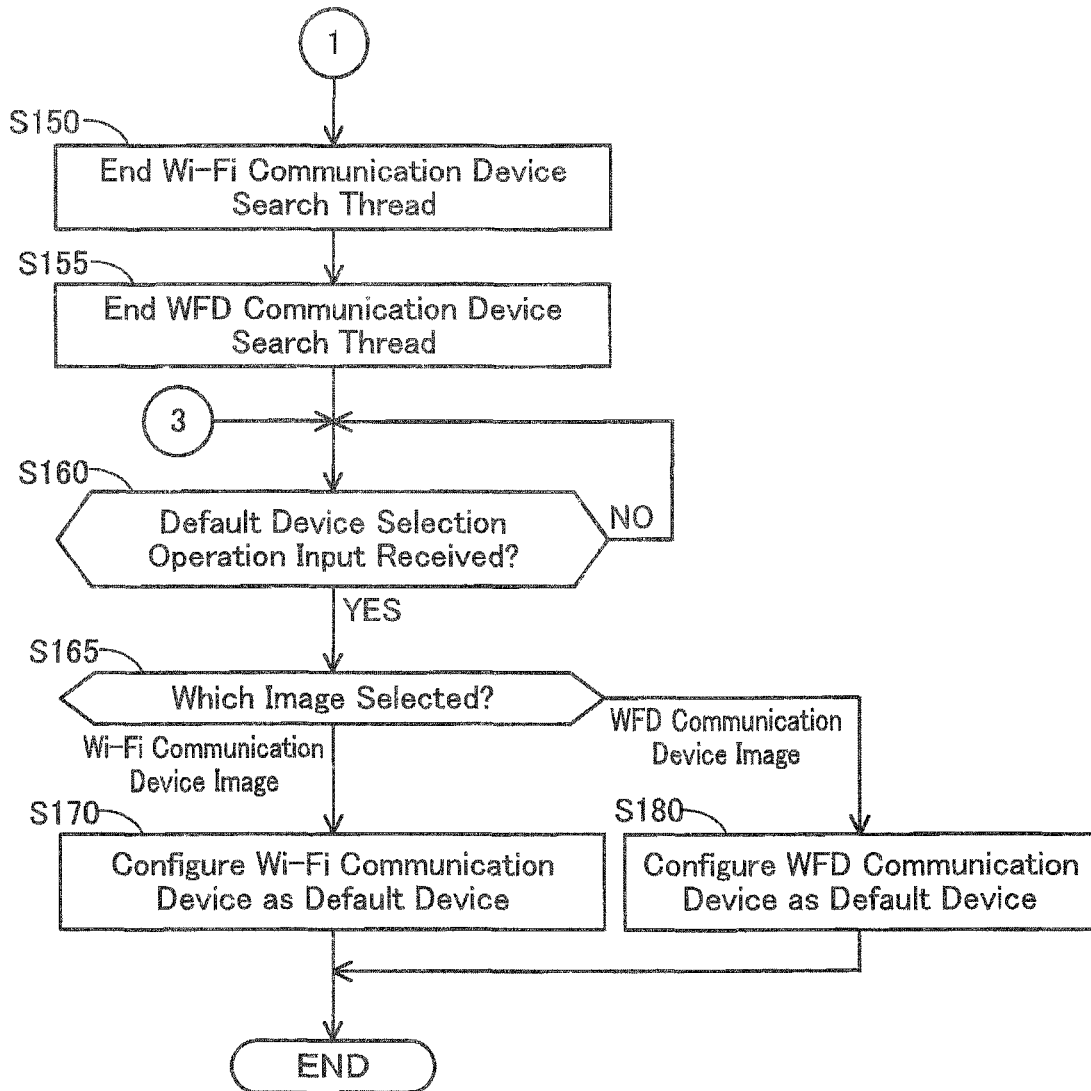 1
S150
End Wi-Fi Communication Device
Search Thread
S155
End WFD Communication Device
Search Thread
3
S160
Default Device Selection
Operation Input Received?
NO
YES
S165
Which Image Selected?
Wi-Fi Communication
Device Image
WFD Communication
Device Image
S170
Configure Wi-Fi Communication
Device as Default Device
S180
Configure WFD Communication
Device as Default Device
END